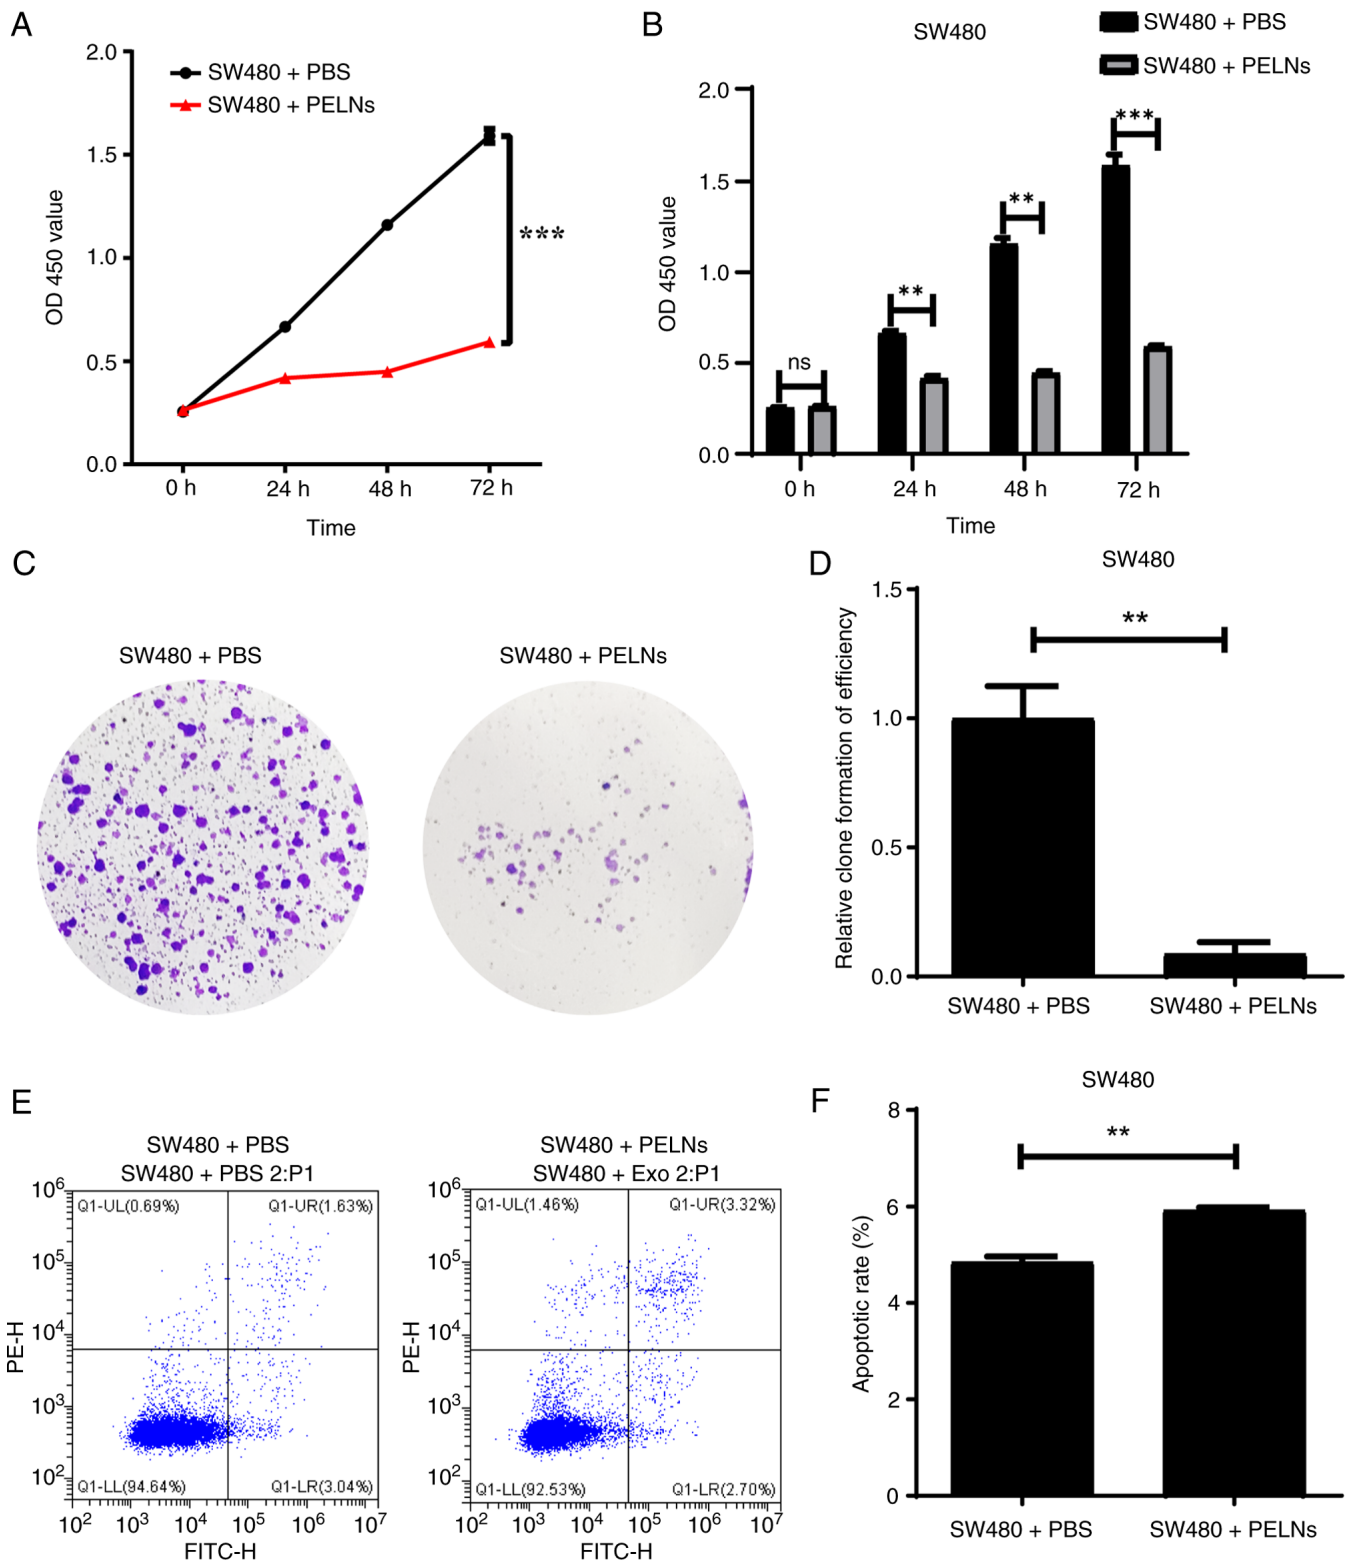 A
2.0
1.5
1.0
0.5
0.0
OD 450 value
SW480 + PBS
SW480 + PELNs
***
0 h 24 h 48 h 72 h
Time
B
SW480
SW480 + PBS
SW480 + PELNs
2.0
1.5
1.0
0.5
0.0
OD 450 value
ns
**
**
***
0 h 24 h 48 h 72 h
Time
C
SW480 + PBS
SW480 + PELNs
D
SW480
1.5
1.0
0.5
0.0
Relative clone formation of efficiency
**
SW480 + PBS
SW480 + PELNs
E
SW480 + PBS
SW480 + PBS 2:P1
10^6
10^5
10^4
10^3
10^2
PE-H
Q1-UL(0.69%)
Q1-UR(1.63%)
Q1-LL(94.64%)
Q1-LR(3.04%)
10^2 10^3 10^4 10^5 10^6 10^7
FITC-H
SW480 + PELNs
SW480 + Exo 2:P1
10^6
10^5
10^4
10^3
10^2
PE-H
Q1-UL(1.46%)
Q1-UR(3.32%)
Q1-LL(92.53%)
Q1-LR(2.70%)
10^2 10^3 10^4 10^5 10^6 10^7
FITC-H
F
SW480
8
6
4
2
0
Apoptotic rate (%)
**
SW480 + PBS
SW480 + PELNs